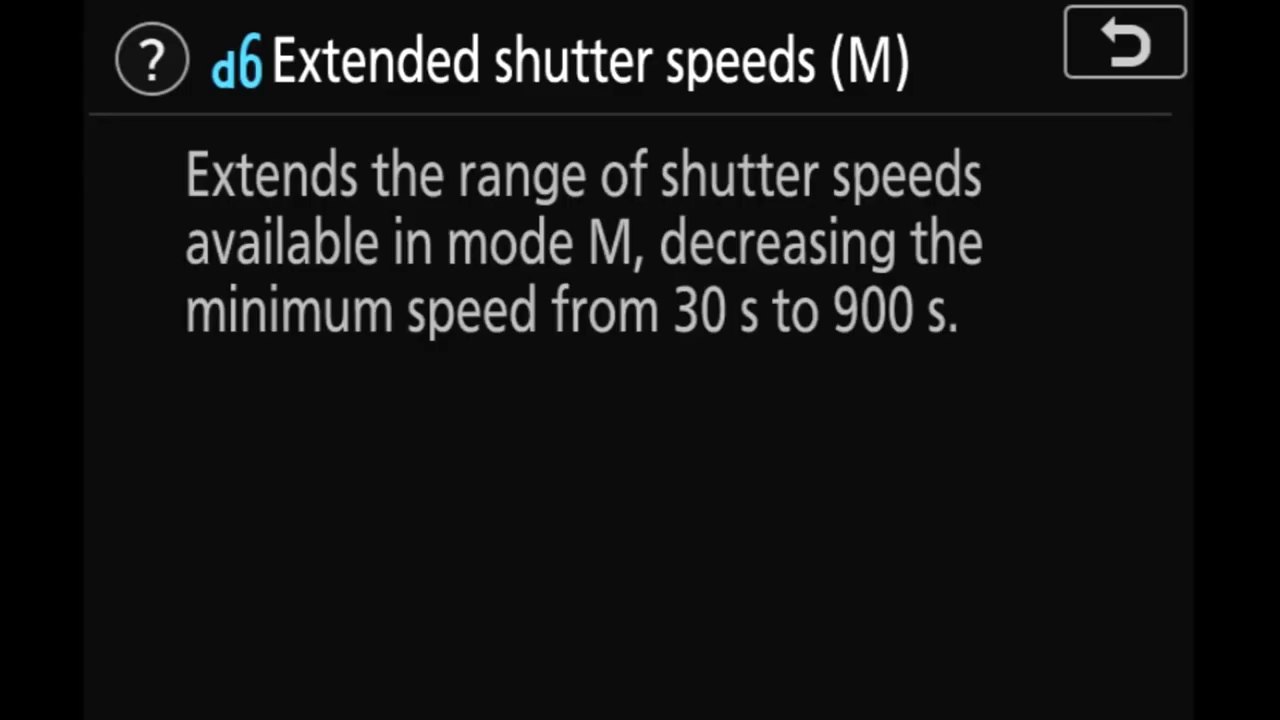 ? d6 Extended shutter speeds (M)
Extends the range of shutter speeds
available in mode M, decreasing the
minimum speed from 30 s to 900 s.